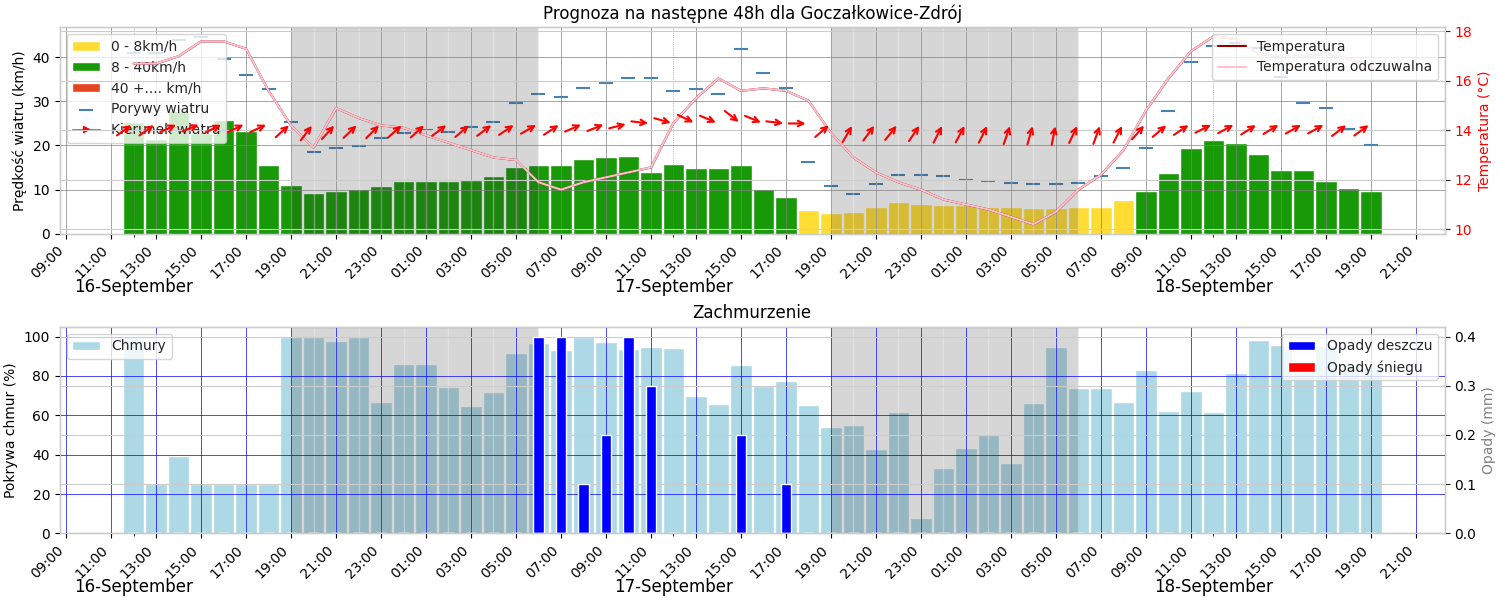 Prognoza na następne 48h dla Goczałkowice-Zdrój
Prędkość wiatru (km/h)
0 - 8km/h
8 - 40km/h
40 +.... km/h
Porywy wiatru
Kierunek wiatru
Temperatura
Temperatura odczuwalna
Temperatura (°C)
40
30
20
10
0
18
16
14
12
10
09:00 11:00 13:00 15:00 17:00 19:00 21:00 23:00 01:00 03:00 05:00 07:00 09:00 11:00 13:00 15:00 17:00 19:00 21:00 23:00 01:00 03:00 05:00 07:00 09:00 11:00 13:00 15:00 17:00 19:00 21:00
16-September 17-September 18-September
Zachmurzenie
Pokrywa chmur (%)
Chmury
Opady deszczu
Opady śniegu
Opady (mm)
100
80
60
40
20
0
0.4
0.3
0.2
0.1
0.0
09:00 11:00 13:00 15:00 17:00 19:00 21:00 23:00 01:00 03:00 05:00 07:00 09:00 11:00 13:00 15:00 17:00 19:00 21:00 23:00 01:00 03:00 05:00 07:00 09:00 11:00 13:00 15:00 17:00 19:00 21:00
16-September 17-September 18-September